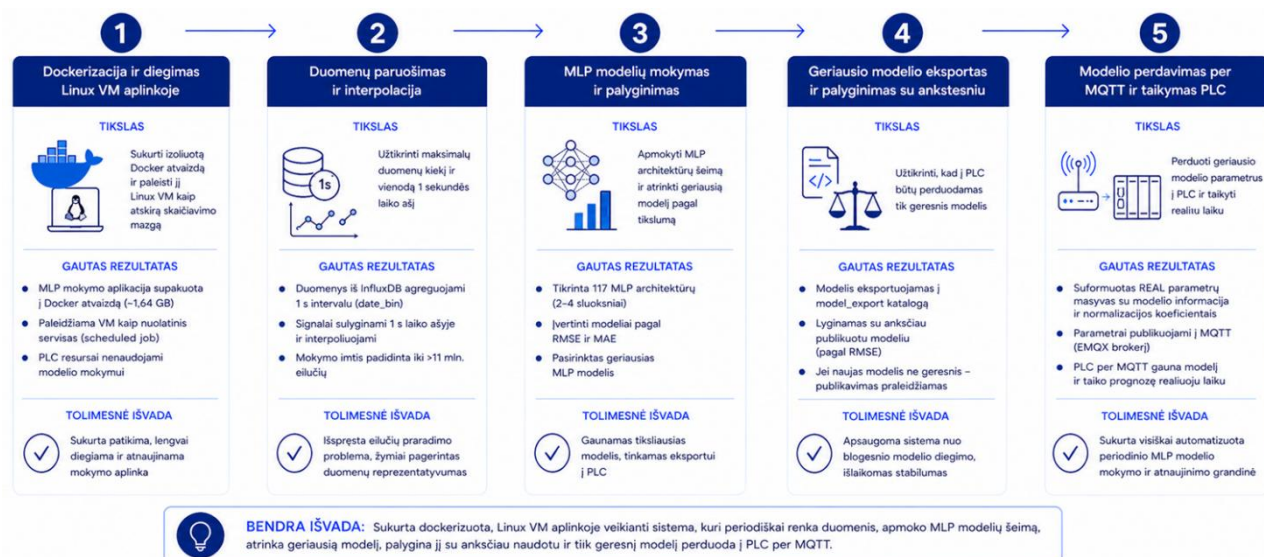 1
2
3
4
5
Dockerizacija ir diegimas
Linux VM aplinkoje
TIKSLAS
Sukurti izoliuotą
Docker atvaizdą
ir paleisti jį
Linux VM kaip
atskirą skaičiavimo
mazgą
GAUTAS REZULTATAS
MLP mokymo aplikacija supakuota
į Docker atvaizdą (~1,64 GB)
Paleidžiama VM kaip nuolatinis
servisas (scheduled job)
PLC resursai nenaudojami
modelio mokymui
TOLIMESNĖ IŠVADA
Sukurta patikima, lengvai
diegiama ir atnaujinama
mokymo aplinka
Duomenų paruošimas
ir interpolacija
TIKSLAS
1s
Užtikrinti maksimalų
duomenų kiekį ir
vienodą 1 sekundės
laiko ašį
GAUTAS REZULTATAS
Duomenys iš InfluxDB agreguojami
1 s intervalu (date_bin)
Signalai sulyginami 1 s laiko ašyje
ir interpoliuojami
Mokymo imtis padidinta iki >11 mln.
eilučių
TOLIMESNĖ IŠVADA
Išspręsta eilučių praradimo
problema, žymiai pagerintas
duomenų reprezentatyvumas
MLP modelių mokymas
ir palyginimas
TIKSLAS
Apmokyti MLP
architektūrų šeimą
ir atrinkti geriausią
modelį pagal
tikslumą
GAUTAS REZULTATAS
Tikrinta 117 MLP architektūrų
(2–4 sluoksniai)
Įvertinti modeliai pagal
RMSE ir MAE
Pasirinktas geriausias
MLP modelis
TOLIMESNĖ IŠVADA
Gaunamas tiksliausias
modelis, tinkamas eksportui
į PLC
Geriausio modelio eksportas
ir palyginimas su ankstesniu
TIKSLAS
</>
Užtikrinti, kad į PLC
būtų perduodamas
tik geresnis modelis
GAUTAS REZULTATAS
Modelis eksportuojamas į
model_export katalogą
Lyginamas su anksčiau
publikuotu modeliu
(pagal RMSE)
Jei naujas modelis ne geresnis –
publikavimas praleidžiamas
TOLIMESNĖ IŠVADA
Apsaugoma sistema nuo
blogesnio modelio diegimo,
išlaikomas stabilumas
Modelio perdavimas per
MQTT ir taikymas PLC
TIKSLAS
Perduoti geriausio
modelio parametrus
į PLC ir taikyti
realiu laiku
GAUTAS REZULTATAS
Suformuotas REAL parametrų
masyvas su modelio informacija
ir normalizacijos koeficientais
Parametrai publikuojami į MQTT
(EMQX brokerį)
PLC per MQTT gauna modelį
ir taiko prognozę realiuoju laiku
TOLIMESNĖ IŠVADA
Sukurta visiškai automatizuota
periodinio MLP modelio
mokymo ir atnaujinimo grandinė
BENDRA IŠVADA: Sukurta dockerizuota, Linux VM aplinkoje veikianti sistema, kuri periodiškai renka duomenis, apmoko MLP modelių šeimą,
atrinka geriausią modelį, palygina jį su anksčiau naudotu ir tiik geresnį modelį perduoda į PLC per MQTT.